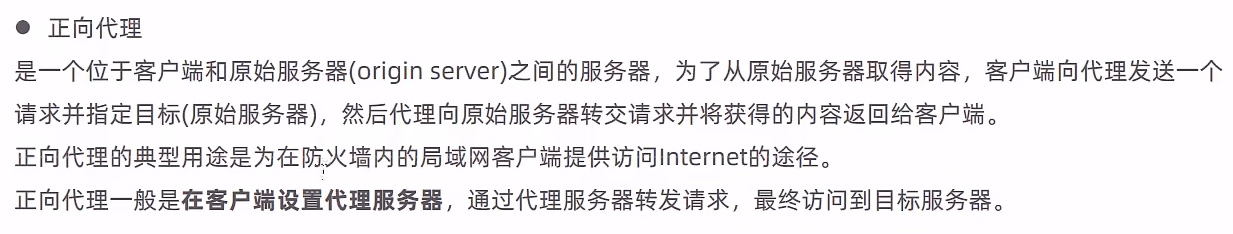 ● 正向代理
是一个位于客户端和原始服务器(origin server)之间的服务器，为了从原始服务器取得内容，客户端向代理发送一个
请求并指定目标(原始服务器)，然后代理向原始服务器转交请求并将获得的内容返回给客户端。
正向代理的典型用途是为在防火墙内的局域网客户端提供访问Internet的途径。
正向代理一般是在客户端设置代理服务器，通过代理服务器转发请求，最终访问到目标服务器。